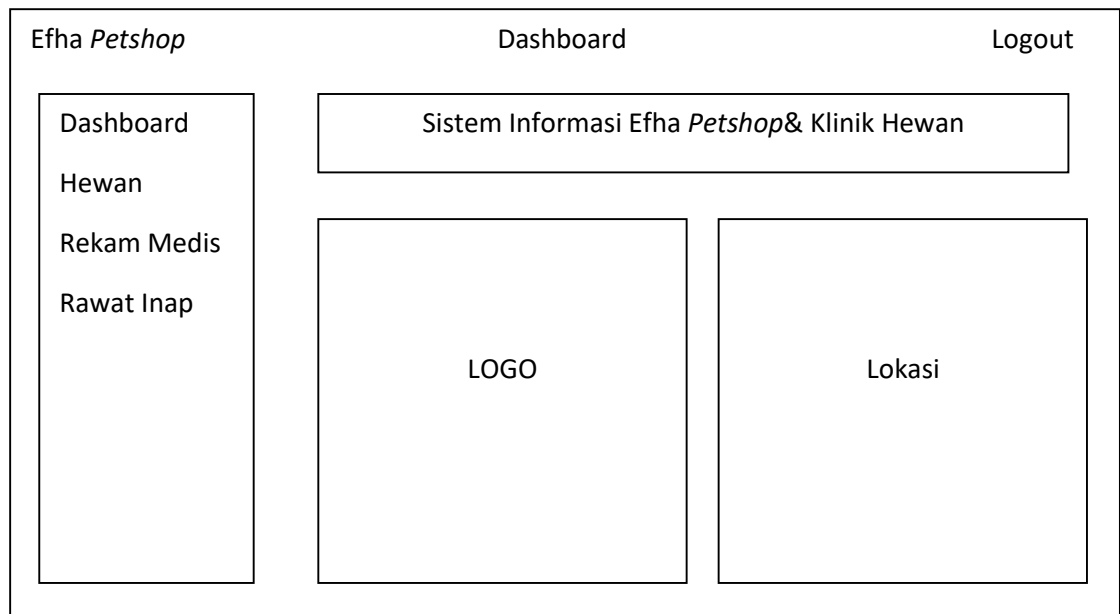 Efha Petshop
Dashboard
Logout
Dashboard
Hewan
Rekam Medis
Rawat Inap
Sistem Informasi Efha Petshop& Klinik Hewan
LOGO
Lokasi